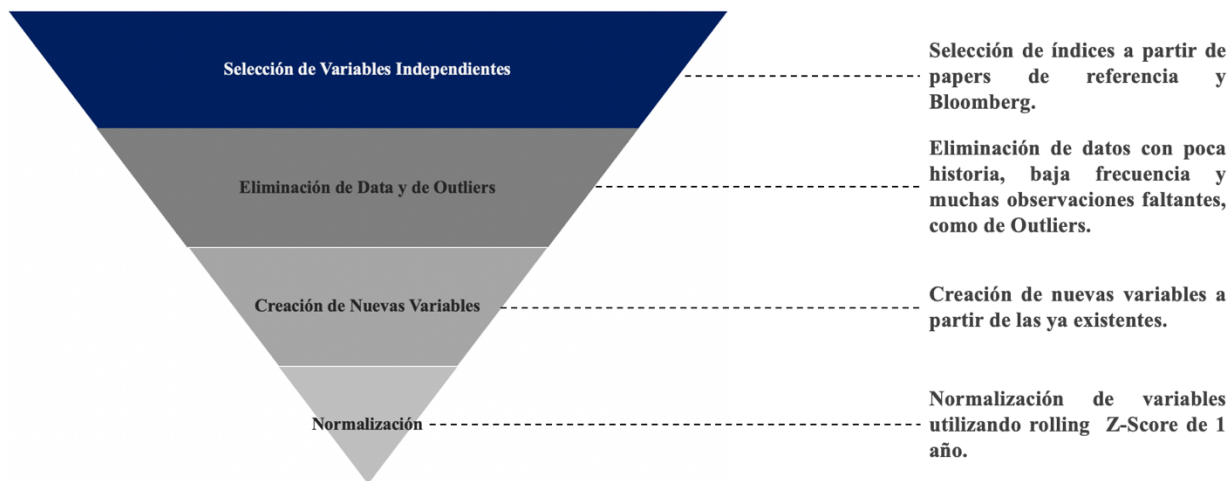 Selección de Variables Independientes
Selección de índices a partir de
papers de referencia y
Bloomberg.
Eliminación de Data y de Outliers
Eliminación de datos con poca
historia, baja frecuencia y
muchas observaciones faltantes,
como de Outliers.
Creación de Nuevas Variables
Creación de nuevas variables a
partir de las ya existentes.
Normalización
Normalización de variables
utilizando rolling Z-Score de 1
año.